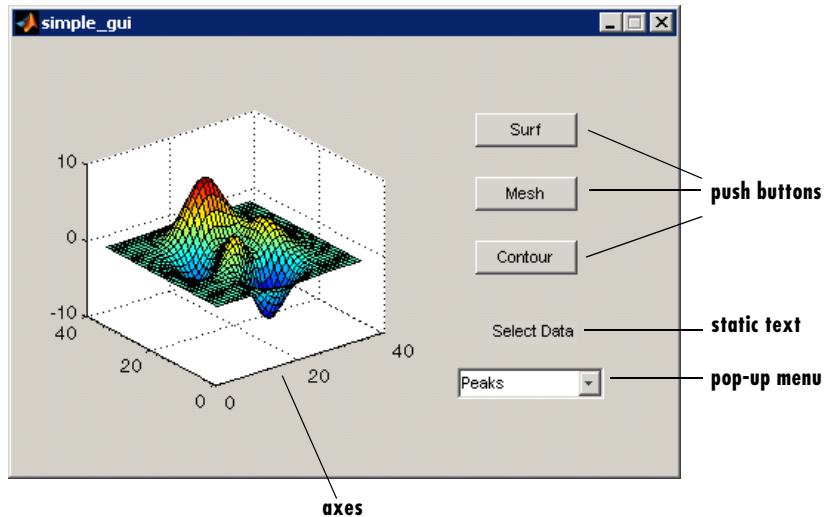 simple_gui
Surf
Mesh
push buttons
Contour
Select Data
static text
Peaks
pop-up menu
10
0
-10
40
20
0
0
20
40
axes